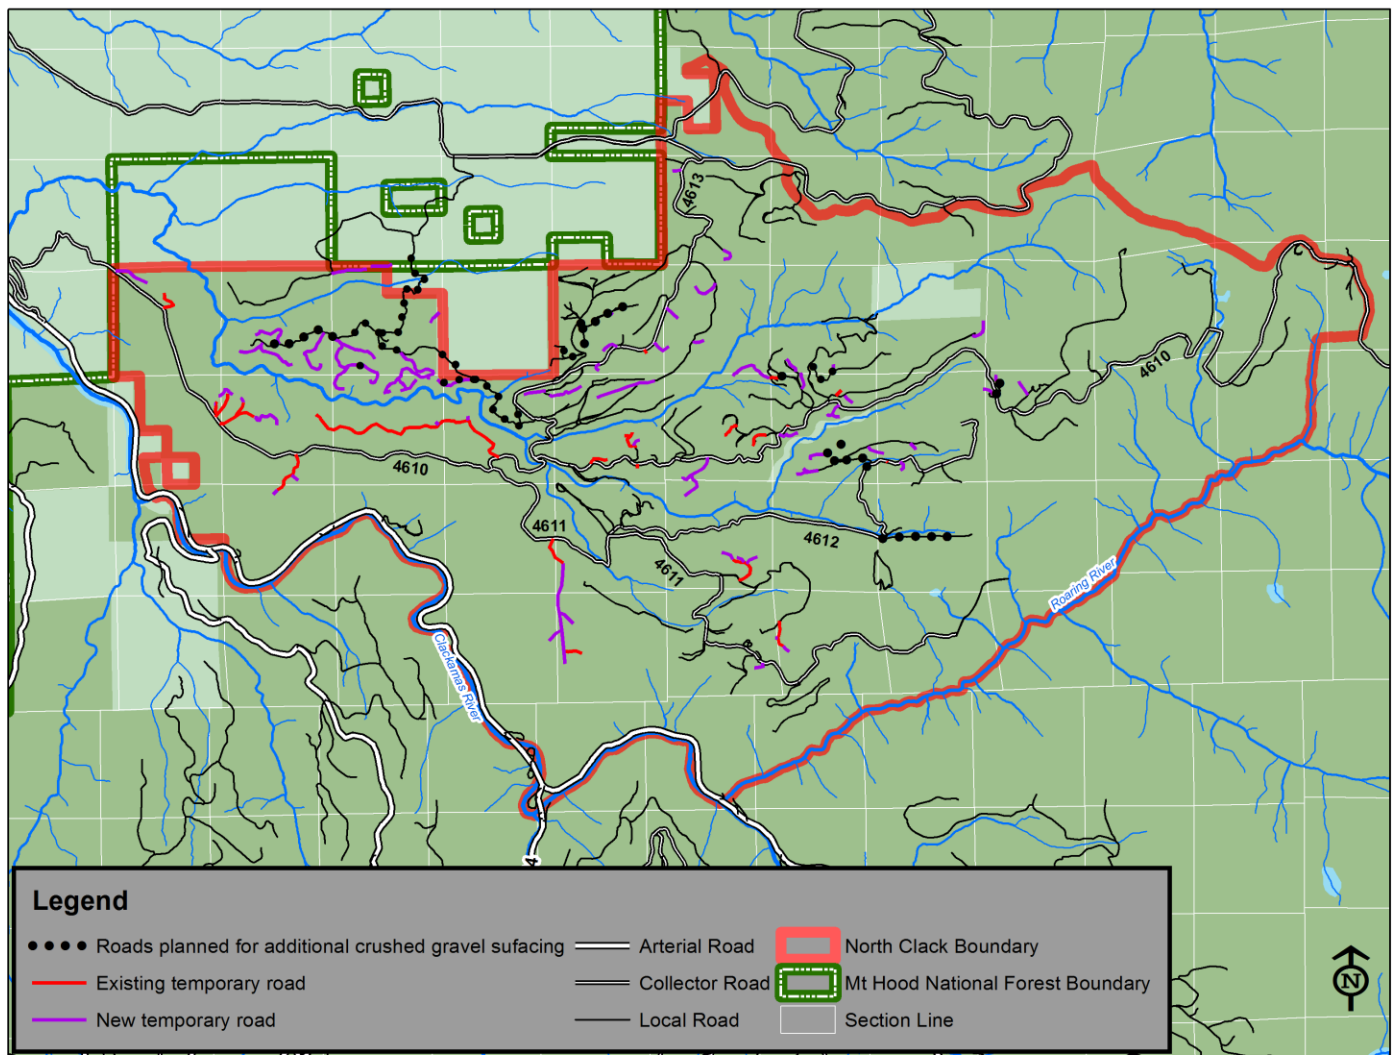 4613
4610
4610
4611
4612
4611
Roaring River
Clackamas River
4
Legend
Roads planned for additional crushed gravel sufacing
Existing temporary road
New temporary road
Arterial Road
Collector Road
Local Road
North Clack Boundary
Mt Hood National Forest Boundary
Section Line
N